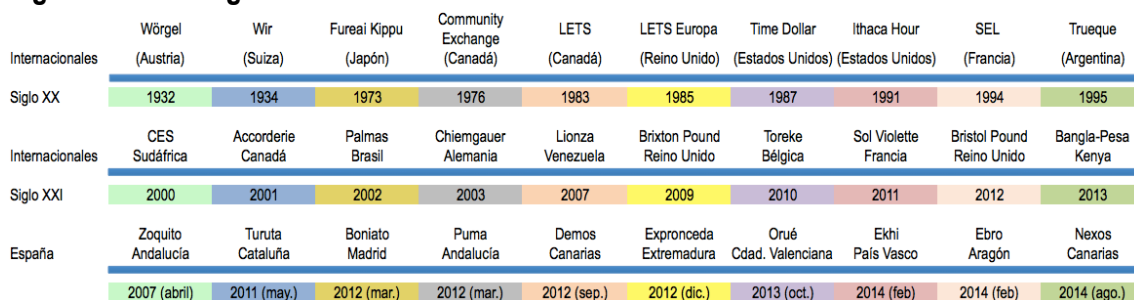 Wörgel Wir Fureai Kippu Community Exchange LETS LETS Europa Time Dollar Ithaca Hour SEL Trueque
Internacionales (Austria) (Suiza) (Japón) (Canadá) (Canadá) (Reino Unido) (Estados Unidos) (Estados Unidos) (Francia) (Argentina)
Siglo XX 1932 1934 1973 1976 1983 1985 1987 1991 1994 1995
CES Accorderie Palmas Chiemgauer Lionza Brixton Pound Toreke Sol Violette Bristol Pound Bangla-Pesa
Internacionales Sudáfrica Canadá Brasil Alemania Venezuela Reino Unido Bélgica Francia Reino Unido Kenya
Siglo XXI 2000 2001 2002 2003 2007 2009 2010 2011 2012 2013
Zoquito Turuta Boniato Puma Demos Expronceda Orué Ekhi Ebro Nexos
España Andalucía Cataluña Madrid Andalucía Canarias Extremadura Cdad. Valenciana País Vasco Aragón Canarias
2007 (abril) 2011 (may.) 2012 (mar.) 2012 (mar.) 2012 (sep.) 2012 (dic.) 2013 (oct.) 2014 (feb) 2014 (feb) 2014 (ago.)